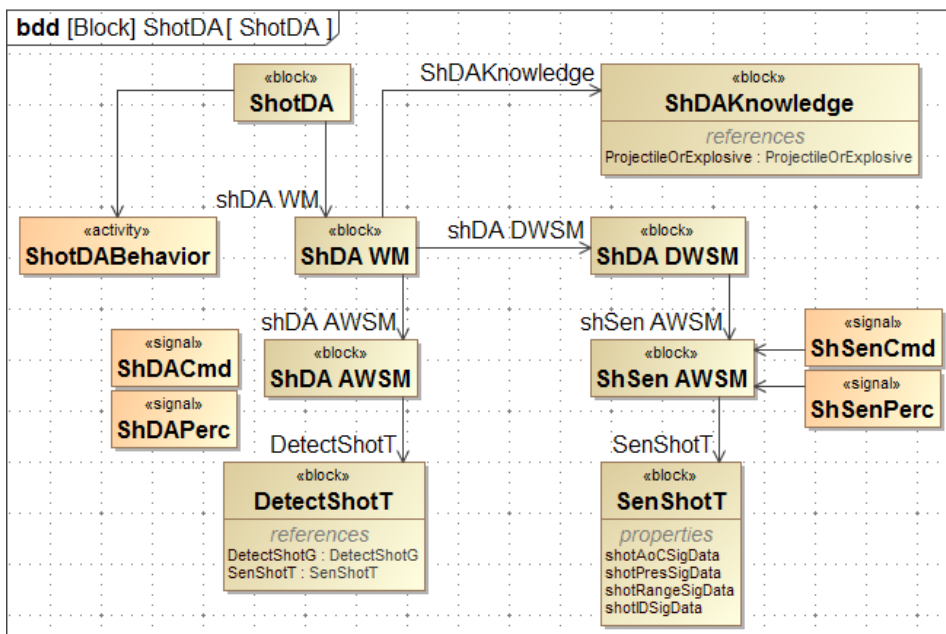 bdd [Block] ShotDA[ ShotDA ]
«block»
ShotDA
ShDAKnowledge
«block»
ShDAKnowledge
references
ProjectileOrExplosive : ProjectileOrExplosive
shDA WM
«activity»
ShotDABehavior
«block»
ShDA WM
shDA DWSM
«block»
ShDA DWSM
shDA AWSM
shSen AWSM
«signal»
ShDACmd
«block»
ShDA AWSM
«block»
ShSen AWSM
«signal»
ShSenCmd
«signal»
ShDAPerc
«signal»
ShSenPerc
DetectShotT
SenShotT
«block»
DetectShotT
references
DetectShotG : DetectShotG
SenShotT : SenShotT
«block»
SenShotT
properties
shotAoCSigData
shotPresSigData
shotRangeSigData
shotIDSigData